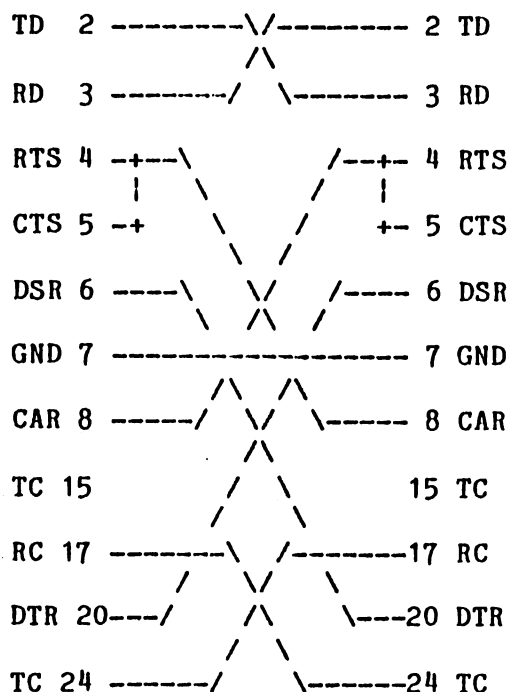 TD 2 --------\/-------- 2 TD
/\
RD 3 -------/ \------- 3 RD
RTS 4 -+--\ /--+- 4 RTS
| \ / |
CTS 5 -+ \ / +- 5 CTS
\ /
DSR 6 ----\ \/ /---- 6 DSR
\ /\ /
GND 7 ------------------ 7 GND
/\ /\
CAR 8 -----/ \/ \----- 8 CAR
/\
TC 15 / \ 15 TC
/ \
RC 17 -------\ /-------17 RC
/ \ / \
DTR 20---/ \/ \---20 DTR
/\
TC 24 ------/ \------24 TC